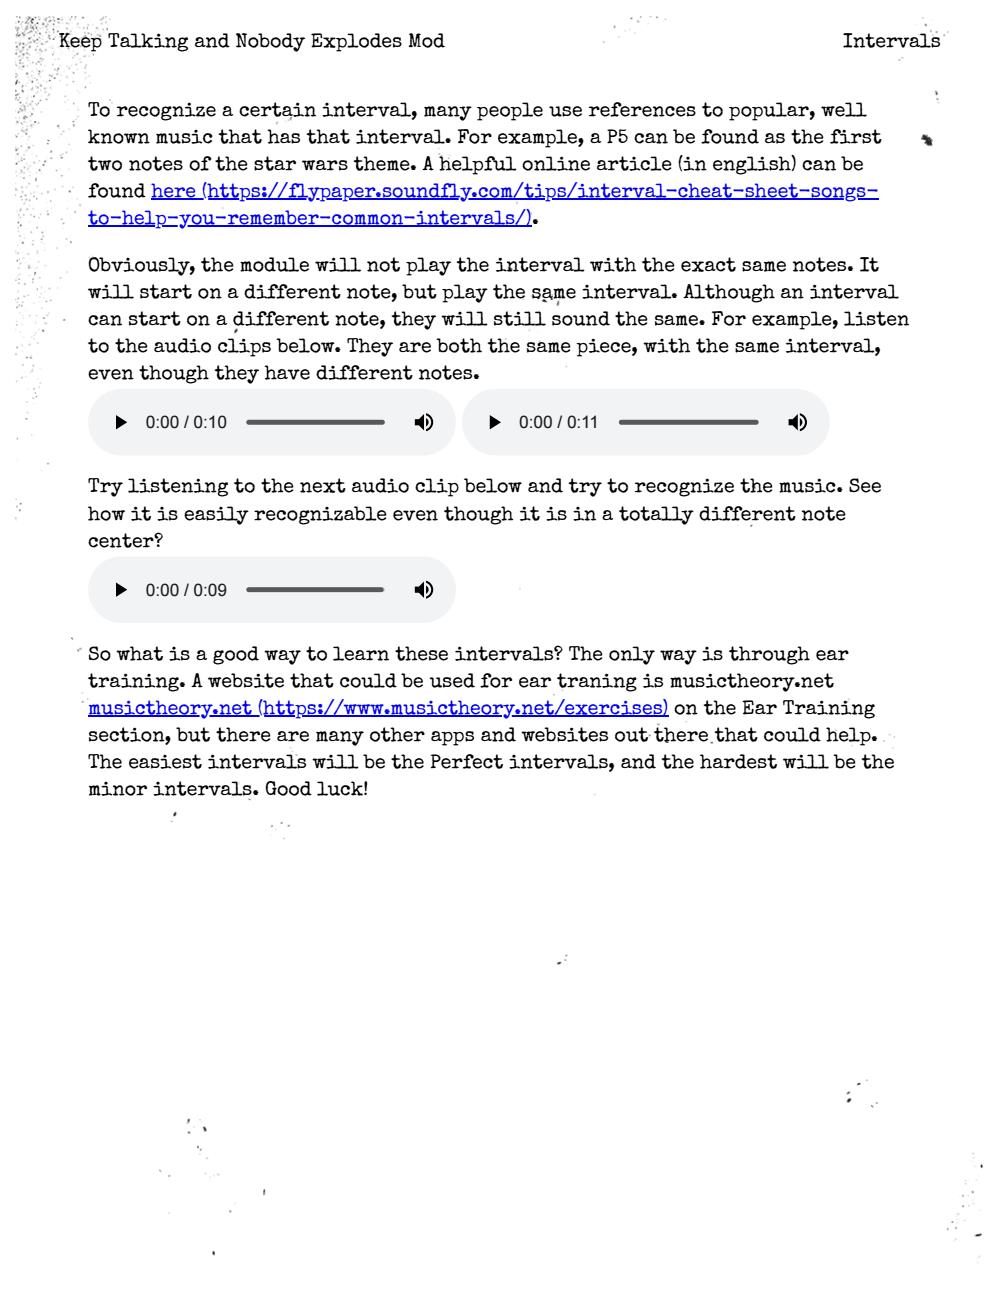 Keep Talking and Nobody Explodes Mod
Intervals
To recognize a certain interval, many people use references to popular, well
known music that has that interval. For example, a P5 can be found as the first
two notes of the star wars theme. A helpful online article (in english) can be
found here (https://flypaper.soundfly.com/tips/interval-cheat-sheet-songs-
to-help-you-remember-common-intervals/).
Obviously, the module will not play the interval with the exact same notes. It
will start on a different note, but play the same interval. Although an interval
can start on a different note, they will still sound the same. For example, listen
to the audio clips below. They are both the same piece, with the same interval,
even though they have different notes.
0:00 / 0:10
0:00 / 0:11
Try listening to the next audio clip below and try to recognize the music. See
how it is easily recognizable even though it is in a totally different note
center?
0:00 / 0:09
So what is a good way to learn these intervals? The only way is through ear
training. A website that could be used for ear traning is musictheory.net
musictheory.net (https://www.musictheory.net/exercises) on the Ear Training
section, but there are many other apps and websites out there that could help.
The easiest intervals will be the Perfect intervals, and the hardest will be the
minor intervals. Good luck!